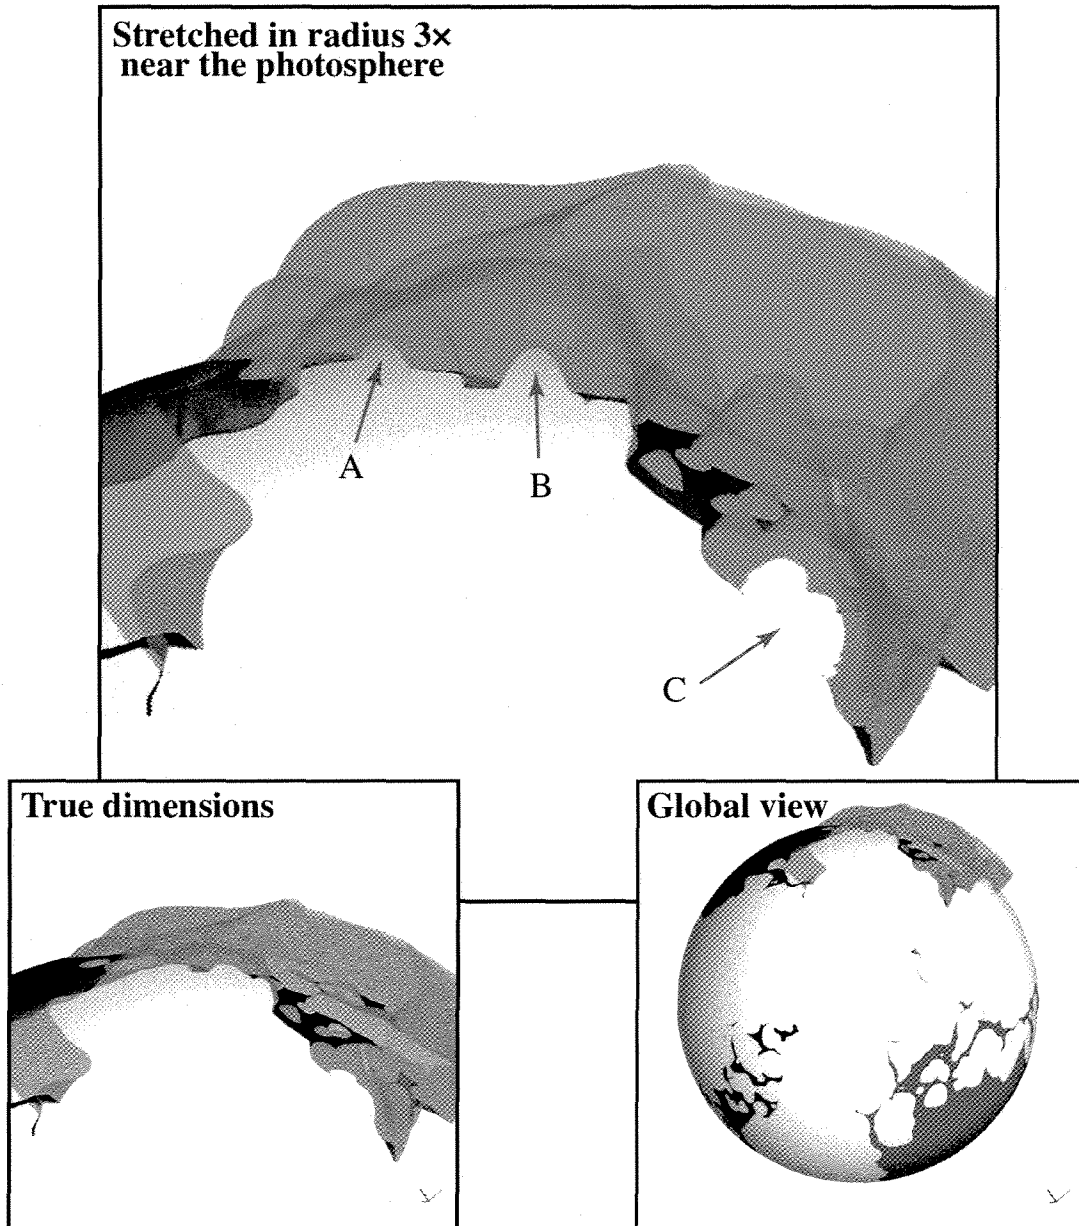 Stretched in radius 3×
near the photosphere
A
B
C
True dimensions
Global view